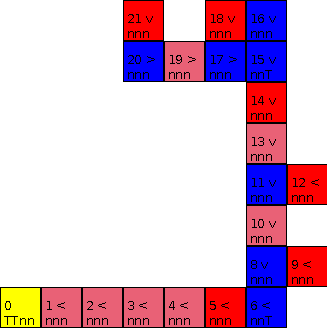 21 v 18 v 16 v
nnn nnn nnn
20 > 19 > 17 > 15 v
nnn nnn nnn nnT
14 v
nnn
13 v
nnn
11 v 12 <
nnn nnn
10 v
nnn
8 v 9 <
nnn nnn
0 1 < 2 < 3 < 4 < 5 < 6 <
TTnn nnn nnn nnn nnn nnn nnT